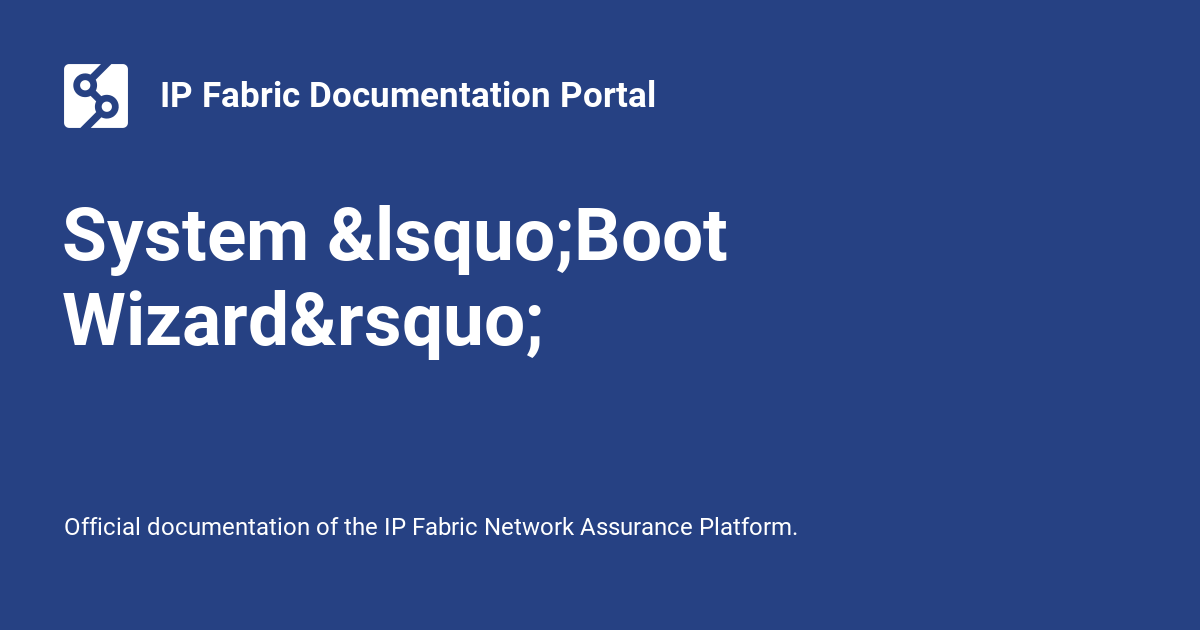 IP Fabric Documentation Portal
System &lsquo;Boot
Wizard&rsquo;
Official documentation of the IP Fabric Network Assurance Platform.